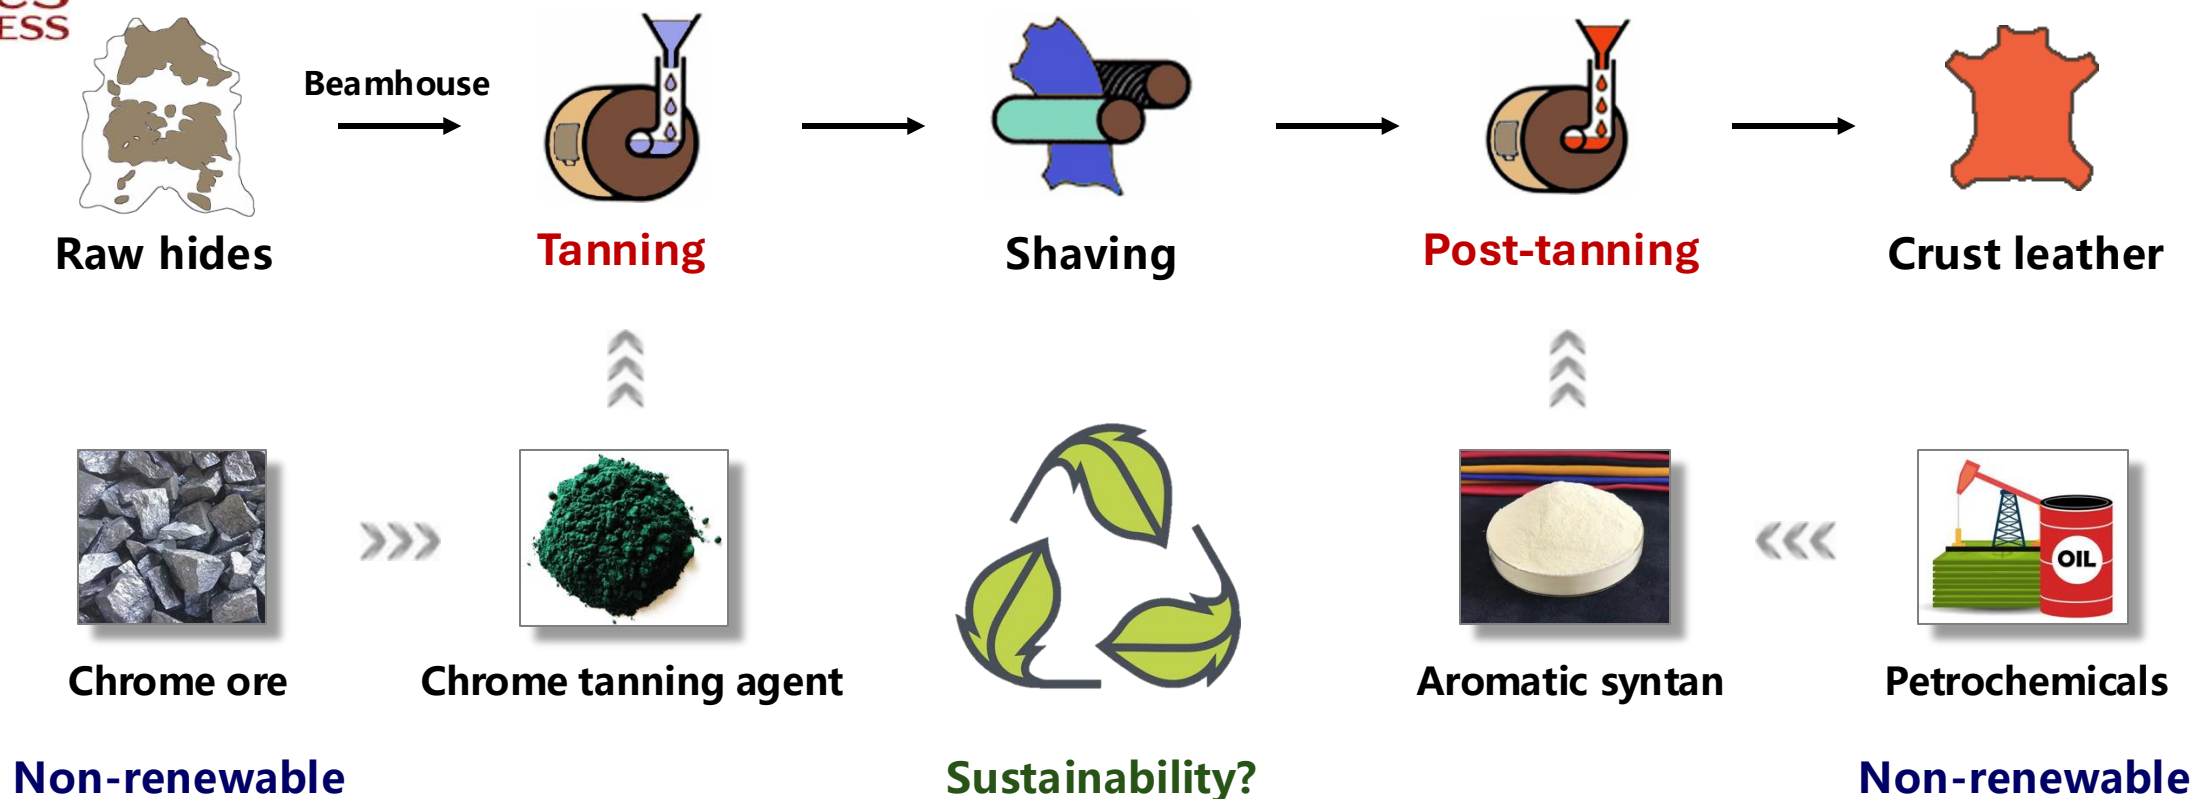 ESS
Beamhouse
Raw hides
Tanning
Shaving
Post-tanning
Crust leather
OIL
Chrome ore
Chrome tanning agent
Aromatic syntan
Petrochemicals
Non-renewable
Sustainability?
Non-renewable